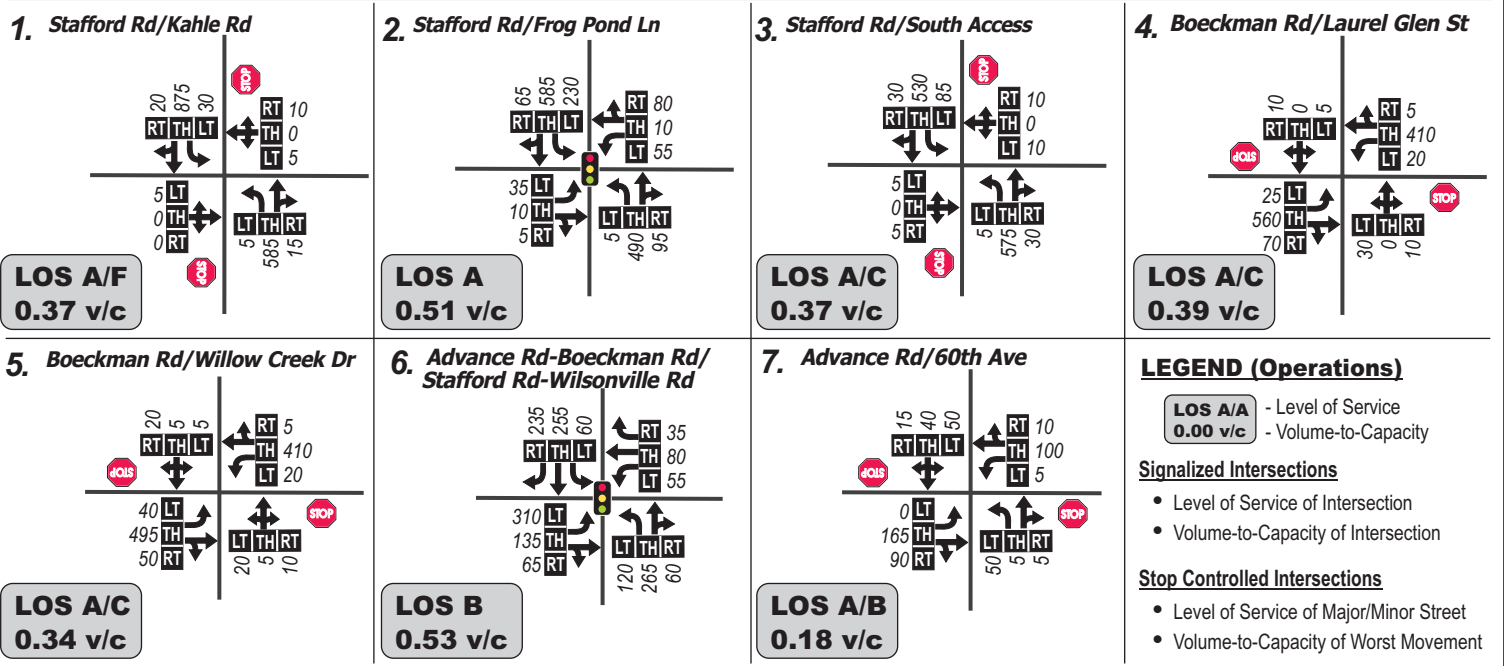 1. Stafford Rd/Kahle Rd
20 875 30
RT TH LT
STOP
RT 10
TH 0
LT 5
5 LT
0 TH
0 RT
LT TH RT
5 585 15
STOP
LOS A/F
0.37 v/c
2. Stafford Rd/Frog Pond Ln
65 585 230
RT TH LT
RT 80
TH 10
LT 55
35 LT
10 TH
5 RT
LT TH RT
5 490 95
LOS A
0.51 v/c
3. Stafford Rd/South Access
30 530 85
RT TH LT
STOP
RT 10
TH 0
LT 10
5 LT
0 TH
5 RT
LT TH RT
5 575 30
STOP
LOS A/C
0.37 v/c
4. Boeckman Rd/Laurel Glen St
10 0 5
RT TH LT
STOP
RT 5
TH 410
LT 20
25 LT
560 TH
70 RT
LT TH RT
30 0 10
STOP
LOS A/C
0.39 v/c
5. Boeckman Rd/Willow Creek Dr
20 5 5
RT TH LT
STOP
RT 5
TH 410
LT 20
40 LT
495 TH
50 RT
LT TH RT
20 5 10
STOP
LOS A/C
0.34 v/c
6. Advance Rd-Boeckman Rd/
Stafford Rd-Wilsonville Rd
235 255 60
RT TH LT
RT 35
TH 80
LT 55
310 LT
135 TH
65 RT
LT TH RT
120 265 60
LOS B
0.53 v/c
7. Advance Rd/60th Ave
15 40 50
RT TH LT
STOP
RT 10
TH 100
LT 5
0 LT
165 TH
90 RT
LT TH RT
50 5 5
STOP
LOS A/B
0.18 v/c
LEGEND (Operations)
LOS A/A - Level of Service
0.00 v/c - Volume-to-Capacity
Signalized Intersections
• Level of Service of Intersection
• Volume-to-Capacity of Intersection
Stop Controlled Intersections
• Level of Service of Major/Minor Street
• Volume-to-Capacity of Worst Movement